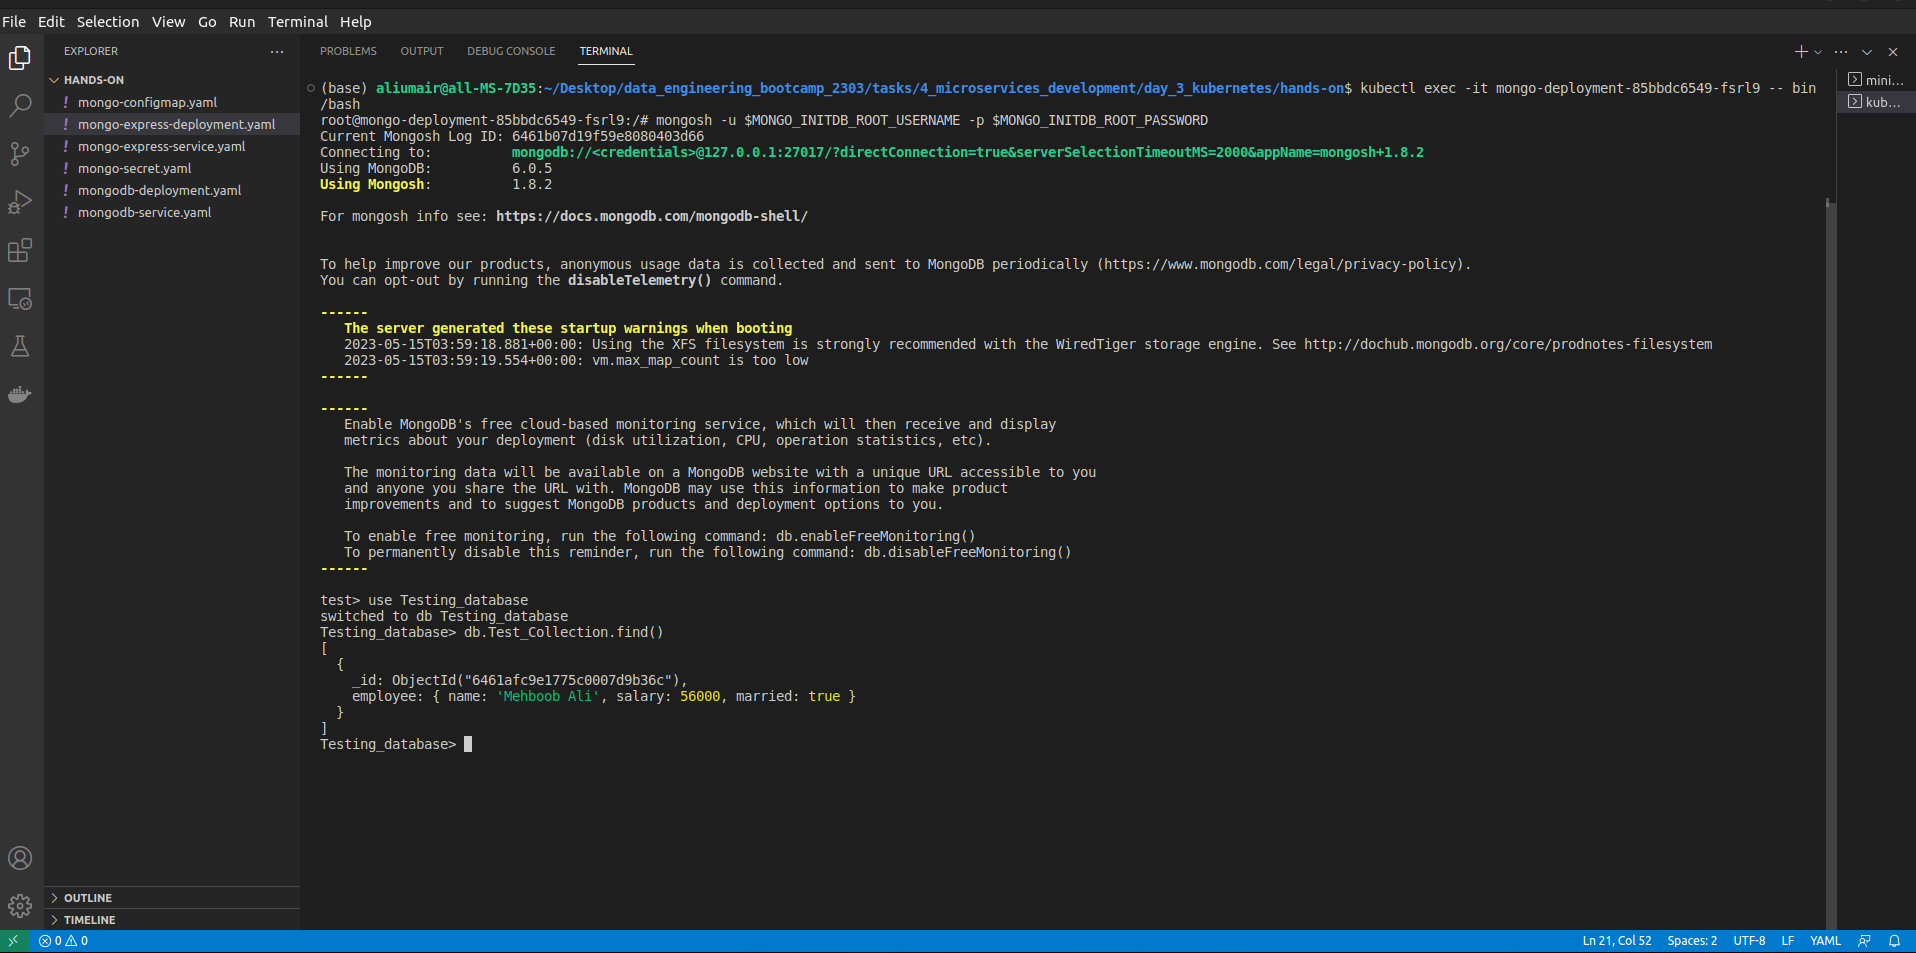 File Edit Selection View Go Run Terminal Help
EXPLORER
HANDS-ON
! mongo-configmap.yaml
! mongo-express-deployment.yaml
! mongo-express-service.yaml
! mongo-secret.yaml
! mongodb-deployment.yaml
! mongodb-service.yaml
OUTLINE
TIMELINE
PROBLEMS OUTPUT DEBUG CONSOLE TERMINAL
(base) aliumair@all-MS-7D35:~/Desktop/data_engineering_bootcamp_2303/tasks/4_microservices_development/day_3_kubernetes/hands-on$ kubectl exec -it mongo-deployment-85bbdc6549-fsrl9 -- bin
/bash
root@mongo-deployment-85bbdc6549-fsrl9:/# mongosh -u $MONGO_INITDB_ROOT_USERNAME -p $MONGO_INITDB_ROOT_PASSWORD
Current Mongosh Log ID: 6461b07d19f59e8080403d66
Connecting to: mongodb://<credentials>@127.0.0.1:27017/?directConnection=true&serverSelectionTimeoutMS=2000&appName=mongosh+1.8.2
Using MongoDB: 6.0.5
Using Mongosh: 1.8.2
For mongosh info see: https://docs.mongodb.com/mongodb-shell/
To help improve our products, anonymous usage data is collected and sent to MongoDB periodically (https://www.mongodb.com/legal/privacy-policy).
You can opt-out by running the disableTelemetry() command.
------
The server generated these startup warnings when booting
2023-05-15T03:59:18.881+00:00: Using the XFS filesystem is strongly recommended with the WiredTiger storage engine. See http://dochub.mongodb.org/core/prodnotes-filesystem
2023-05-15T03:59:19.554+00:00: vm.max_map_count is too low
------
------
Enable MongoDB's free cloud-based monitoring service, which will then receive and display
metrics about your deployment (disk utilization, CPU, operation statistics, etc).
The monitoring data will be available on a MongoDB website with a unique URL accessible to you
and anyone you share the URL with. MongoDB may use this information to make product
improvements and to suggest MongoDB products and deployment options to you.
To enable free monitoring, run the following command: db.enableFreeMonitoring()
To permanently disable this reminder, run the following command: db.disableFreeMonitoring()
------
test> use Testing_database
switched to db Testing_database
Testing_database> db.Test_Collection.find()
[
{
_id: ObjectId("6461afc9e1775c0007d9b36c"),
employee: { name: 'Mehboob Ali', salary: 56000, married: true }
}
]
Testing_database>
mini...
kub...
0 0
Ln 21, Col 52 Spaces: 2 UTF-8 LF YAML